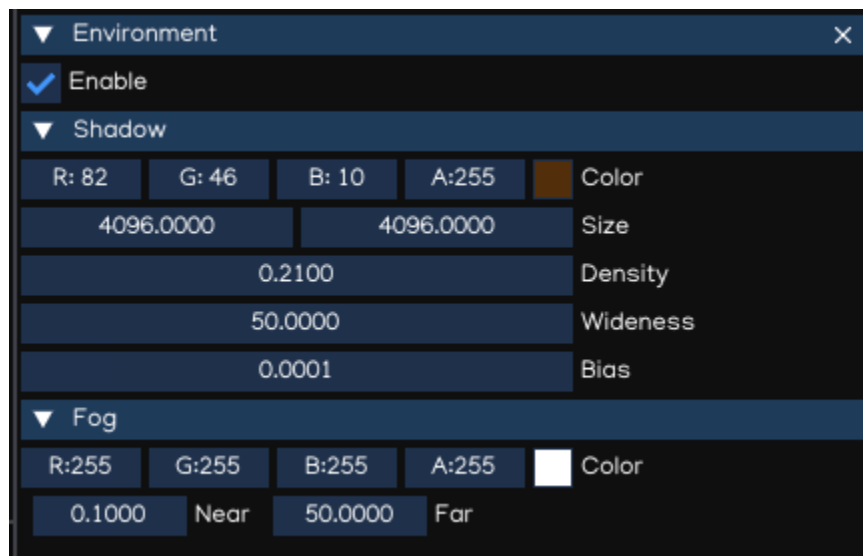 Environment
Enable
Shadow
R: 82 G: 46 B: 10 A:255 Color
4096.0000 4096.0000 Size
0.2100 Density
50.0000 Wideness
0.0001 Bias
Fog
R:255 G:255 B:255 A:255 Color
0.1000 Near 50.0000 Far